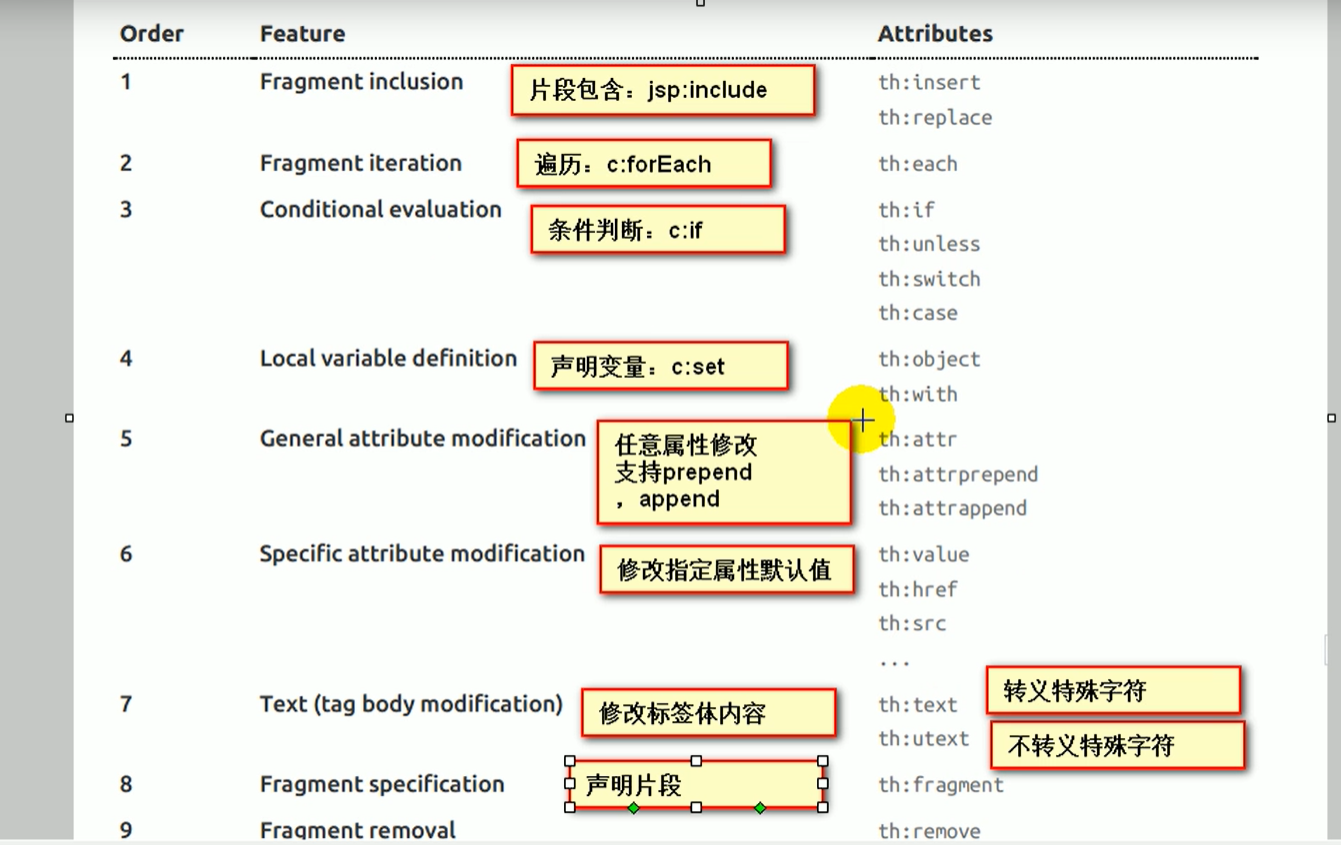 Order Feature Attributes
1 Fragment inclusion 片段包含：jsp:include th:insert
th:replace
2 Fragment iteration 遍历：c:forEach th:each
3 Conditional evaluation 条件判断：c:if th:if
th:unless
th:switch
th:case
4 Local variable definition 声明变量：c:set th:object
th:with
5 General attribute modification 任意属性修改 th:attr
支持prepend th:attrprepend
，append th:attrappend
6 Specific attribute modification 修改指定属性默认值 th:value
th:href
th:src
...
7 Text (tag body modification) 修改标签体内容 th:text 转义特殊字符
th:utext 不转义特殊字符
8 Fragment specification 声明片段 th:fragment
9 Fragment removal th:remove